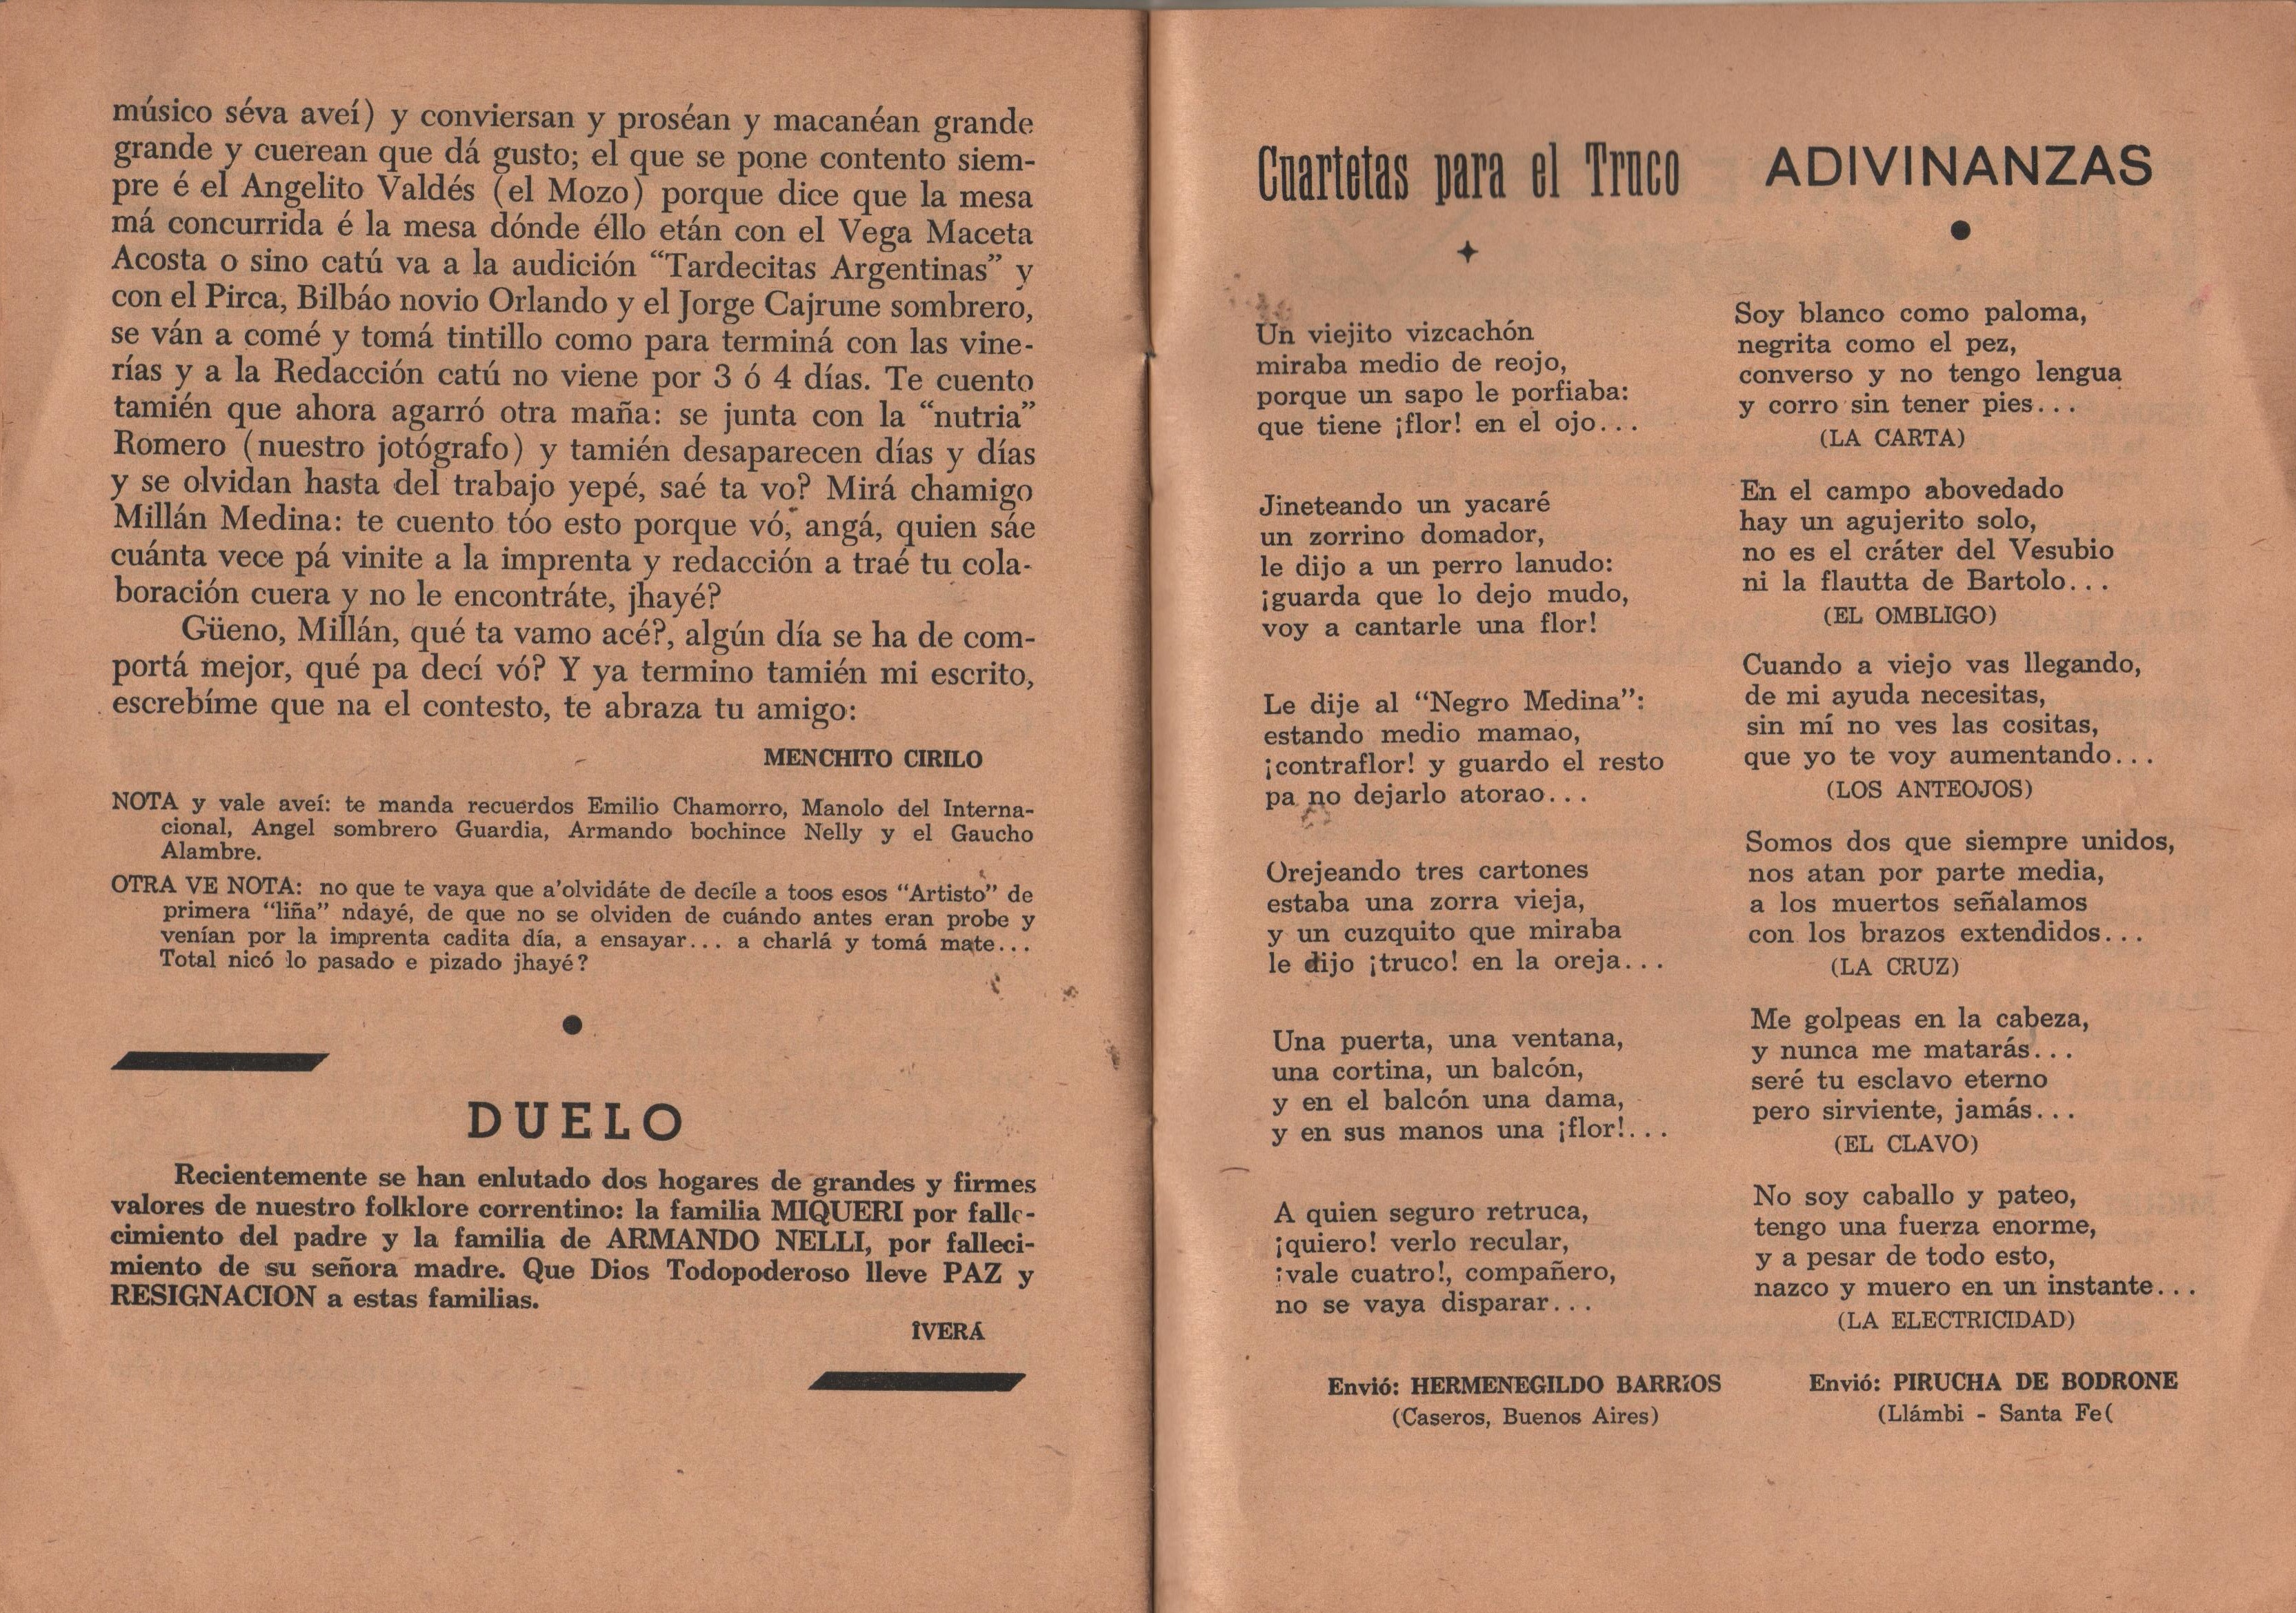 músico séva aveí) y conviersan y proséan y macanéan grande
grande y cuerean que dá gusto; el que se pone contento siem-
pre é el Angelito Valdés (el Mozo) porque dice que la mesa
má concurrida é la mesa dónde éllo etán con el Vega Maceta
Acosta o sino catú va a la audición “Tardecitas Argentinas” y
con el Pirca, Bilbáo novio Orlando y el Jorge Cajrune sombrero,
se ván a comé y tomá tintillo como para terminá con las vine-
rías y a la Redacción catú no viene por 3 ó 4 días. Te cuento
tamién que ahora agarró otra maña: se junta con la “nutria”
Romero (nuestro jotógrafo) y tamién desaparecen días y días
y se olvidan hasta del trabajo yepé, saé ta vo? Mirá chamigo
Millán Medina: te cuento tóo esto porque vó, angá, quien sáe
cuánta vece pá vinite a la imprenta y redacción a traé tu cola-
boración cuera y no le encontráte, jhayé?
Güeno, Millán, qué ta vamo acé?, algún día se ha de com-
portá mejor, qué pa decí vó? Y ya termino tamién mi escrito,
escrebíme que na el contesto, te abraza tu amigo:
MENCHITO CIRILO
NOTA y vale aveí: te manda recuerdos Emilio Chamorro, Manolo del Interna-
cional, Angel sombrero Guardia, Armando bochince Nelly y el Gaucho
Alambre.
OTRA VE NOTA: no que te vaya que a’olvidáte de decíle a toos esos “Artisto” de
primera “liña” ndayé, de que no se olviden de cuándo antes eran probe y
venían por la imprenta cadita día, a ensayar... a charlá y tomá mate...
Total nicó lo pasado e pizado jhayé?
DUELO
Recientemente se han enlutado dos hogares de grandes y firmes
valores de nuestro folklore correntino: la familia MIQUERI por falle-
cimiento del padre y la familia de ARMANDO NELLI, por falleci-
miento de su señora madre. Que Dios Todopoderoso lleve PAZ y
RESIGNACION a estas familias.
ÎVERÁ
Cuartetas para el Truco
Un viejito vizcachón
miraba medio de reojo,
porque un sapo le porfiaba:
que tiene ¡flor! en el ojo...
Jineteando un yacaré
un zorrino domador,
le dijo a un perro lanudo:
¡guarda que lo dejo mudo,
voy a cantarle una flor!
Le dije al “Negro Medina”:
estando medio mamao,
¡contraflor! y guardo el resto
pa no dejarlo atorao...
Orejeando tres cartones
estaba una zorra vieja,
y un cuzquito que miraba
le dijo ¡truco! en la oreja...
Una puerta, una ventana,
una cortina, un balcón,
y en el balcón una dama,
y en sus manos una ¡flor!...
A quien seguro retruca,
¡quiero! verlo recular,
¡vale cuatro!, compañero,
no se vaya disparar...
Envió: HERMENEGILDO BARRIOS
(Caseros, Buenos Aires)
ADIVINANZAS
Soy blanco como paloma,
negrita como el pez,
converso y no tengo lengua
y corro sin tener pies...
(LA CARTA)
En el campo abovedado
hay un agujerito solo,
no es el cráter del Vesubio
ni la flautta de Bartolo...
(EL OMBLIGO)
Cuando a viejo vas llegando,
de mi ayuda necesitas,
sin mí no ves las cositas,
que yo te voy aumentando...
(LOS ANTEOJOS)
Somos dos que siempre unidos,
nos atan por parte media,
a los muertos señalamos
con los brazos extendidos...
(LA CRUZ)
Me golpeas en la cabeza,
y nunca me matarás...
seré tu esclavo eterno
pero sirviente, jamás...
(EL CLAVO)
No soy caballo y pateo,
tengo una fuerza enorme,
y a pesar de todo esto,
nazco y muero en un instante...
(LA ELECTRICIDAD)
Envió: PIRUCHA DE BODRONE
(Llámbi - Santa Fe(